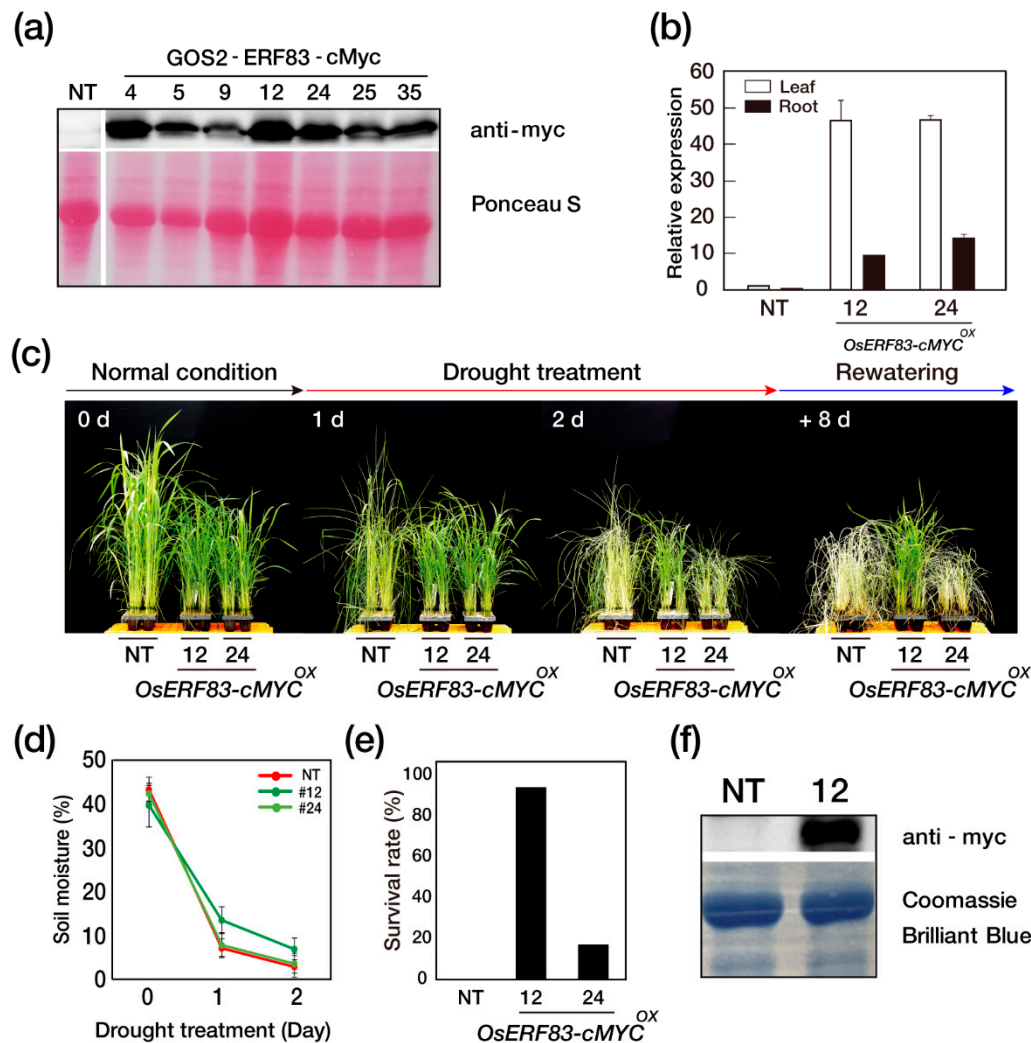 (a)
GOS2 - ERF83 - cMyc
NT 4 5 9 12 24 25 35
anti - myc
Ponceau S
(b)
60
50
40
30
20
10
0
Relative expression
Leaf
Root
NT 12 24
OsERF83-cMYC^OX
(c)
Normal condition Drought treatment Rewatering
0 d 1 d 2 d + 8 d
NT 12 24 NT 12 24 NT 12 24 NT 12 24
OsERF83-cMYC^OX OsERF83-cMYC^OX OsERF83-cMYC^OX OsERF83-cMYC^OX
(d)
50
40
30
20
10
0
Soil moisture (%)
NT
#12
#24
0 1 2
Drought treatment (Day)
(e)
100
80
60
40
20
0
Survival rate (%)
NT 12 24
OsERF83-cMYC^OX
(f)
NT 12
anti - myc
Coomassie
Brilliant Blue